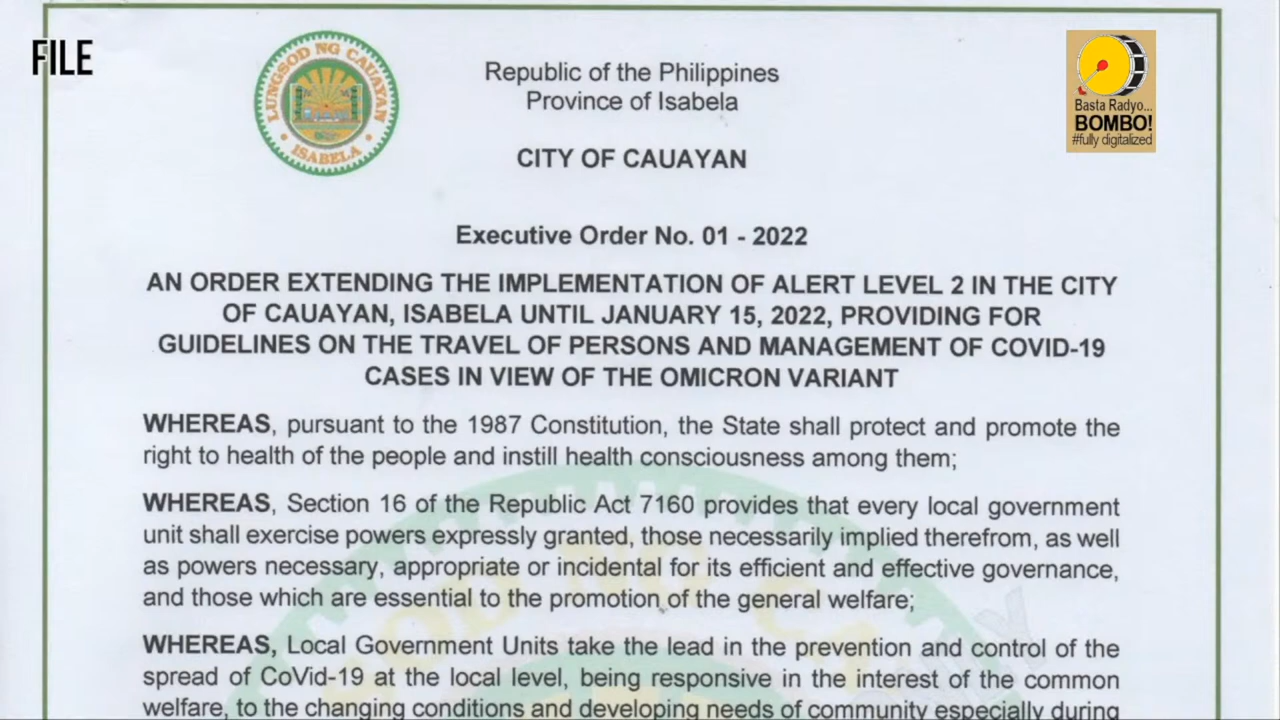 FILE
LUNGSOD NG CAUAYAN
ISABELA
Republic of the Philippines
Province of Isabela
CITY OF CAUAYAN
Basta Radyo...
BOMBO!
#fully digitalized
Executive Order No. 01 - 2022
AN ORDER EXTENDING THE IMPLEMENTATION OF ALERT LEVEL 2 IN THE CITY
OF CAUAYAN, ISABELA UNTIL JANUARY 15, 2022, PROVIDING FOR
GUIDELINES ON THE TRAVEL OF PERSONS AND MANAGEMENT OF COVID-19
CASES IN VIEW OF THE OMICRON VARIANT
WHEREAS, pursuant to the 1987 Constitution, the State shall protect and promote the
right to health of the people and instill health consciousness among them;
WHEREAS, Section 16 of the Republic Act 7160 provides that every local government
unit shall exercise powers expressly granted, those necessarily implied therefrom, as well
as powers necessary, appropriate or incidental for its efficient and effective governance,
and those which are essential to the promotion of the general welfare;
WHEREAS, Local Government Units take the lead in the prevention and control of the
spread of CoVid-19 at the local level, being responsive in the interest of the common
welfare, to the changing conditions and developing needs of community especially during